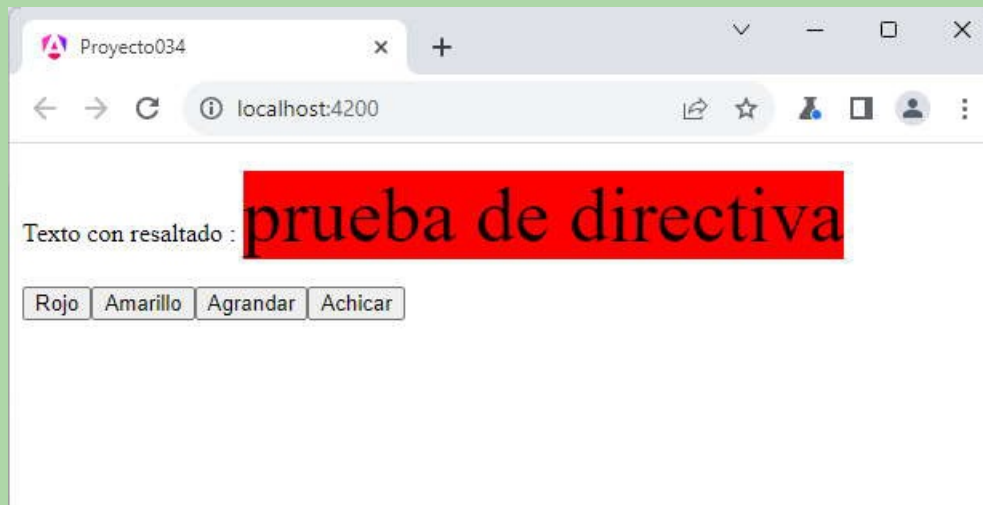 Proyecto034
localhost:4200
Texto con resaltado : prueba de directiva
Rojo Amarillo Agrandar Achicar